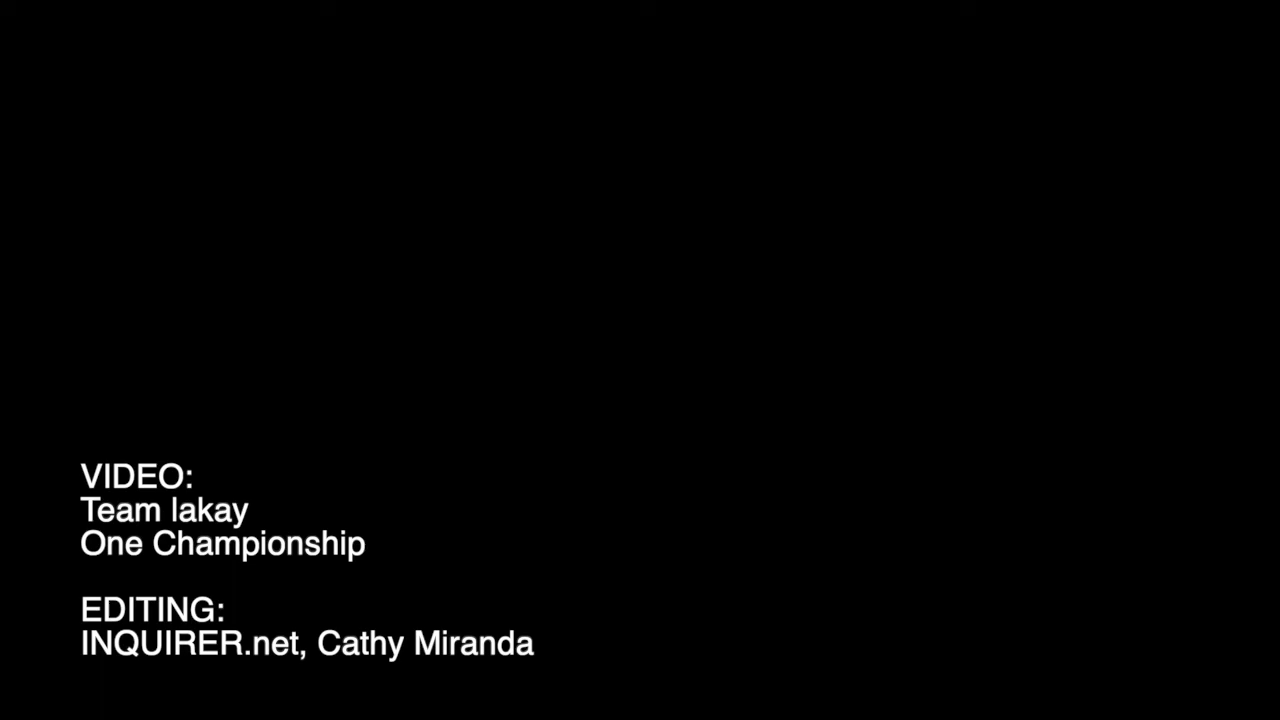 VIDEO:
Team lakay
One Championship
EDITING:
INQUIRER.net, Cathy Miranda